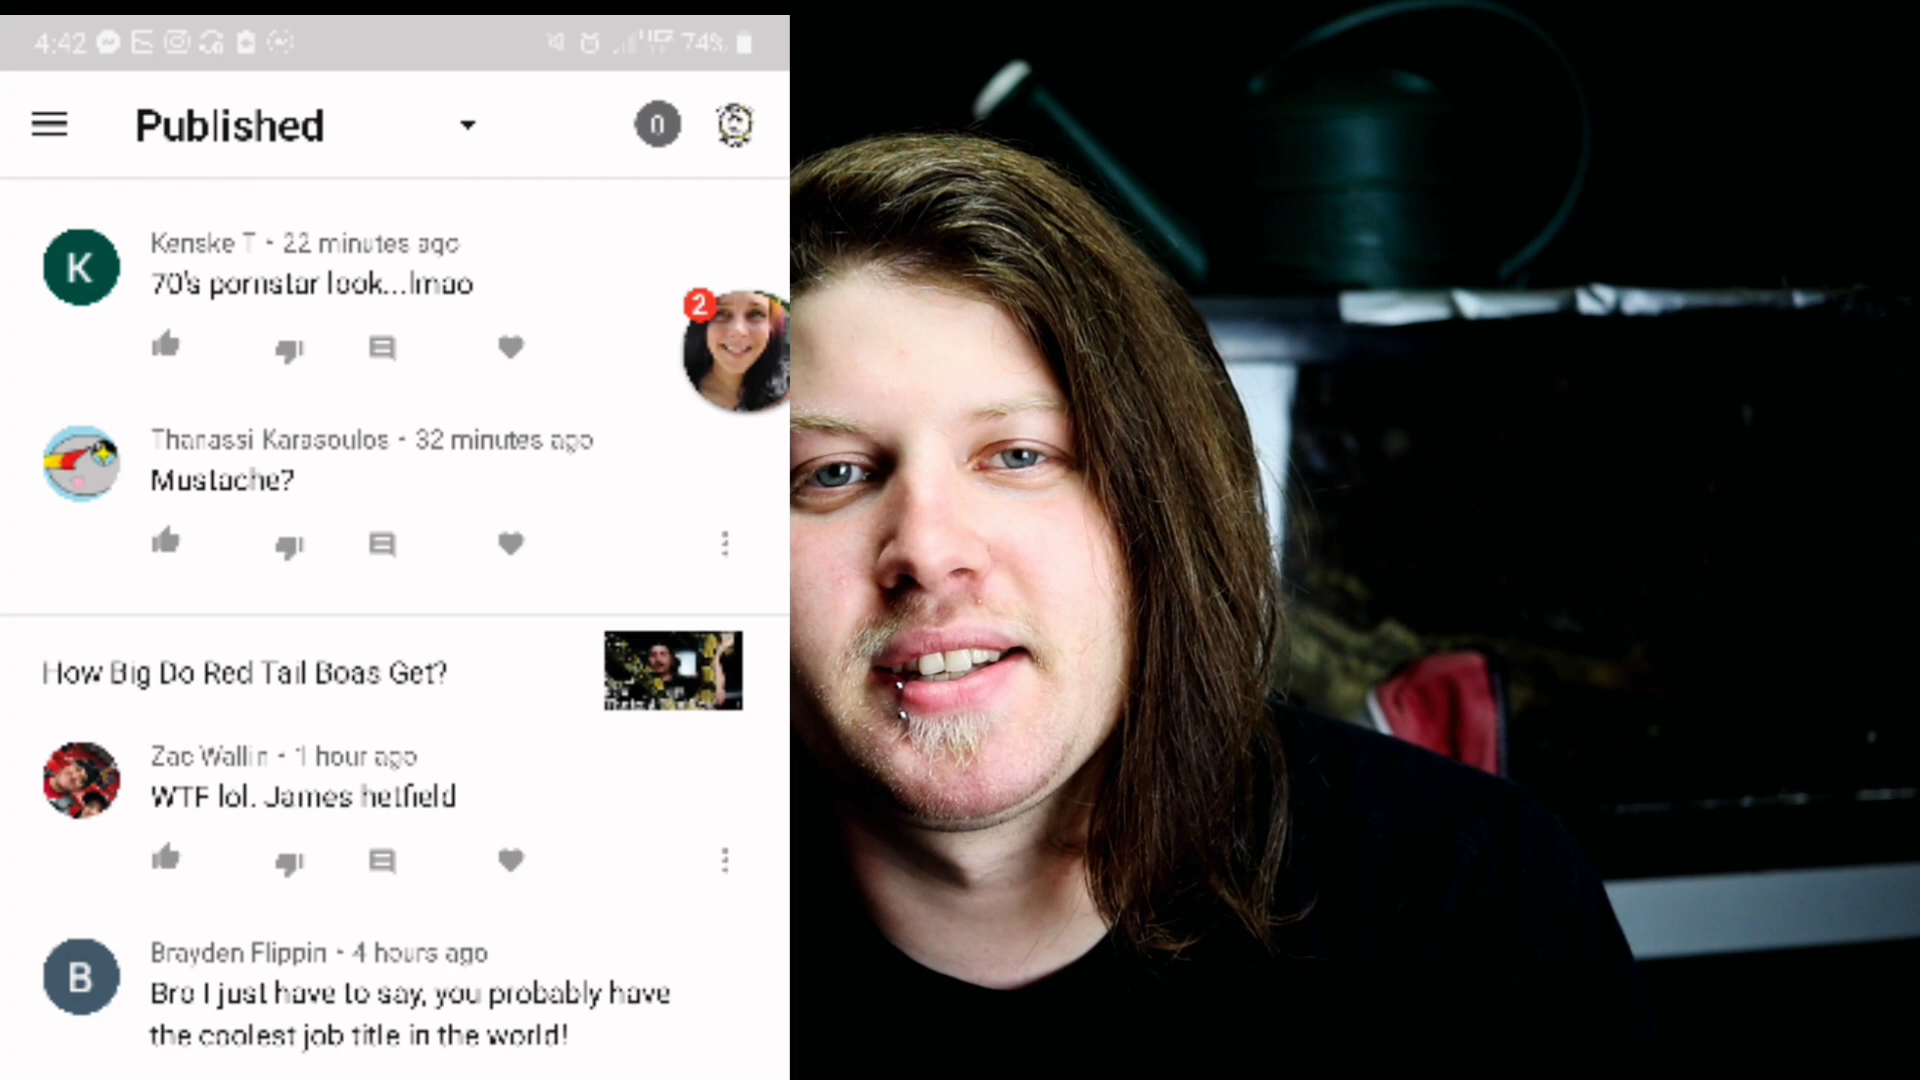 4:42
74%
Published
0
Kenske T • 22 minutes ago
K
70's pornstar look...lmao
2
Thanassi Karasoulos • 32 minutes ago
Mustache?
How Big Do Red Tail Boas Get?
Zac Wallin • 1 hour ago
WTF lol. James hetfield
Brayden Flippin • 4 hours ago
B
Bro I just have to say, you probably have
the coolest job title in the world!